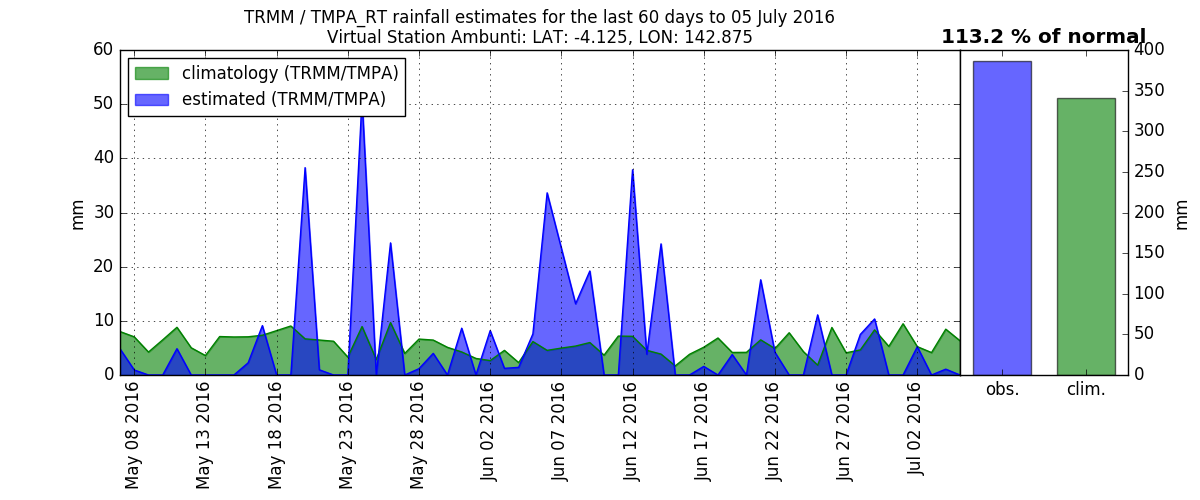 TRMM / TMPA_RT rainfall estimates for the last 60 days to 05 July 2016
Virtual Station Ambunti: LAT: -4.125, LON: 142.875
113.2 % of normal
climatology (TRMM/TMPA)
estimated (TRMM/TMPA)
60
50
40
30
20
10
0
mm
May 08 2016
May 13 2016
May 18 2016
May 23 2016
May 28 2016
Jun 02 2016
Jun 07 2016
Jun 12 2016
Jun 17 2016
Jun 22 2016
Jun 27 2016
Jul 02 2016
obs.
clim.
400
350
300
250
200
150
100
50
0
mm